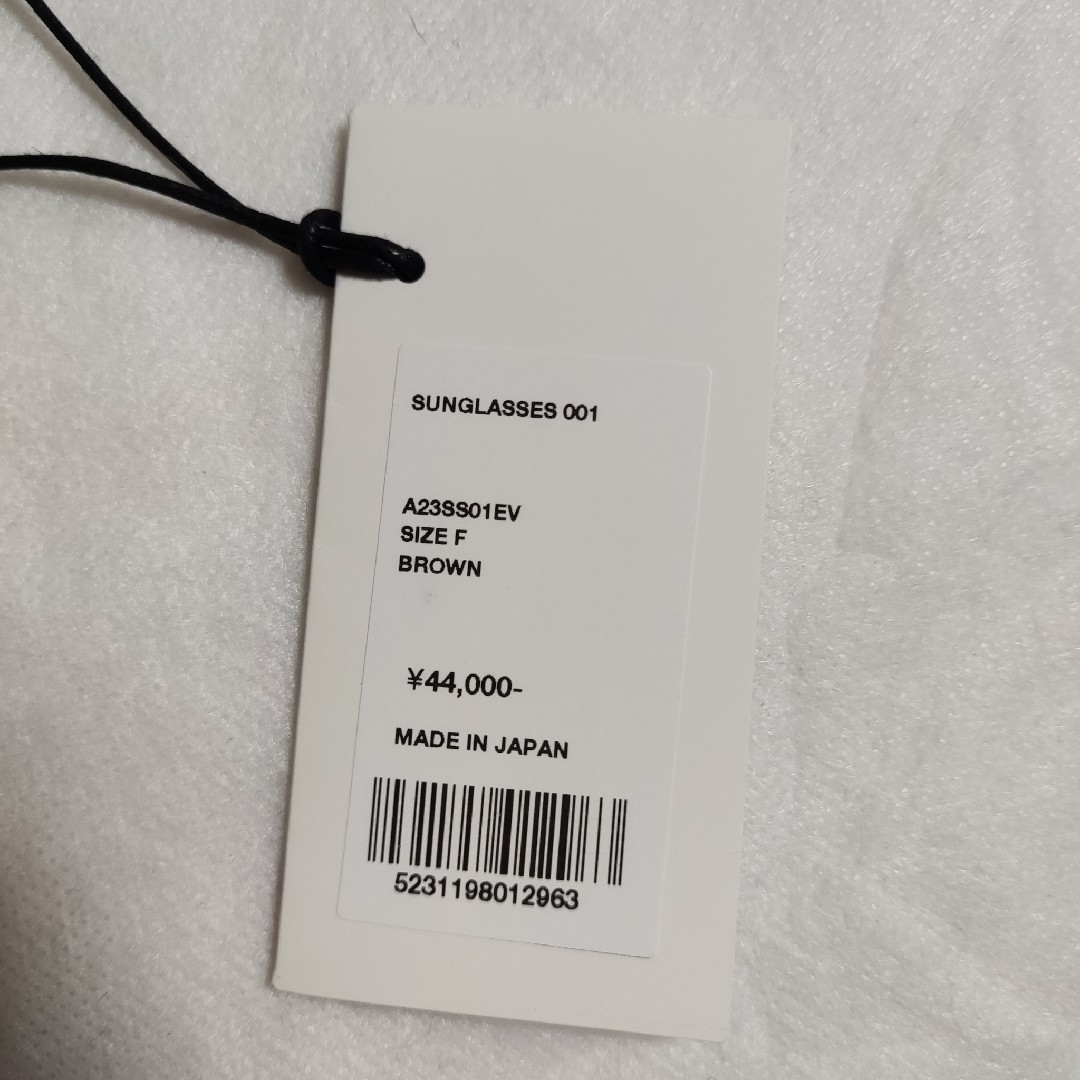 SUNGLASSES 001
A23SS01EV
SIZE F
BROWN
¥44,000-
MADE IN JAPAN
5231198012963